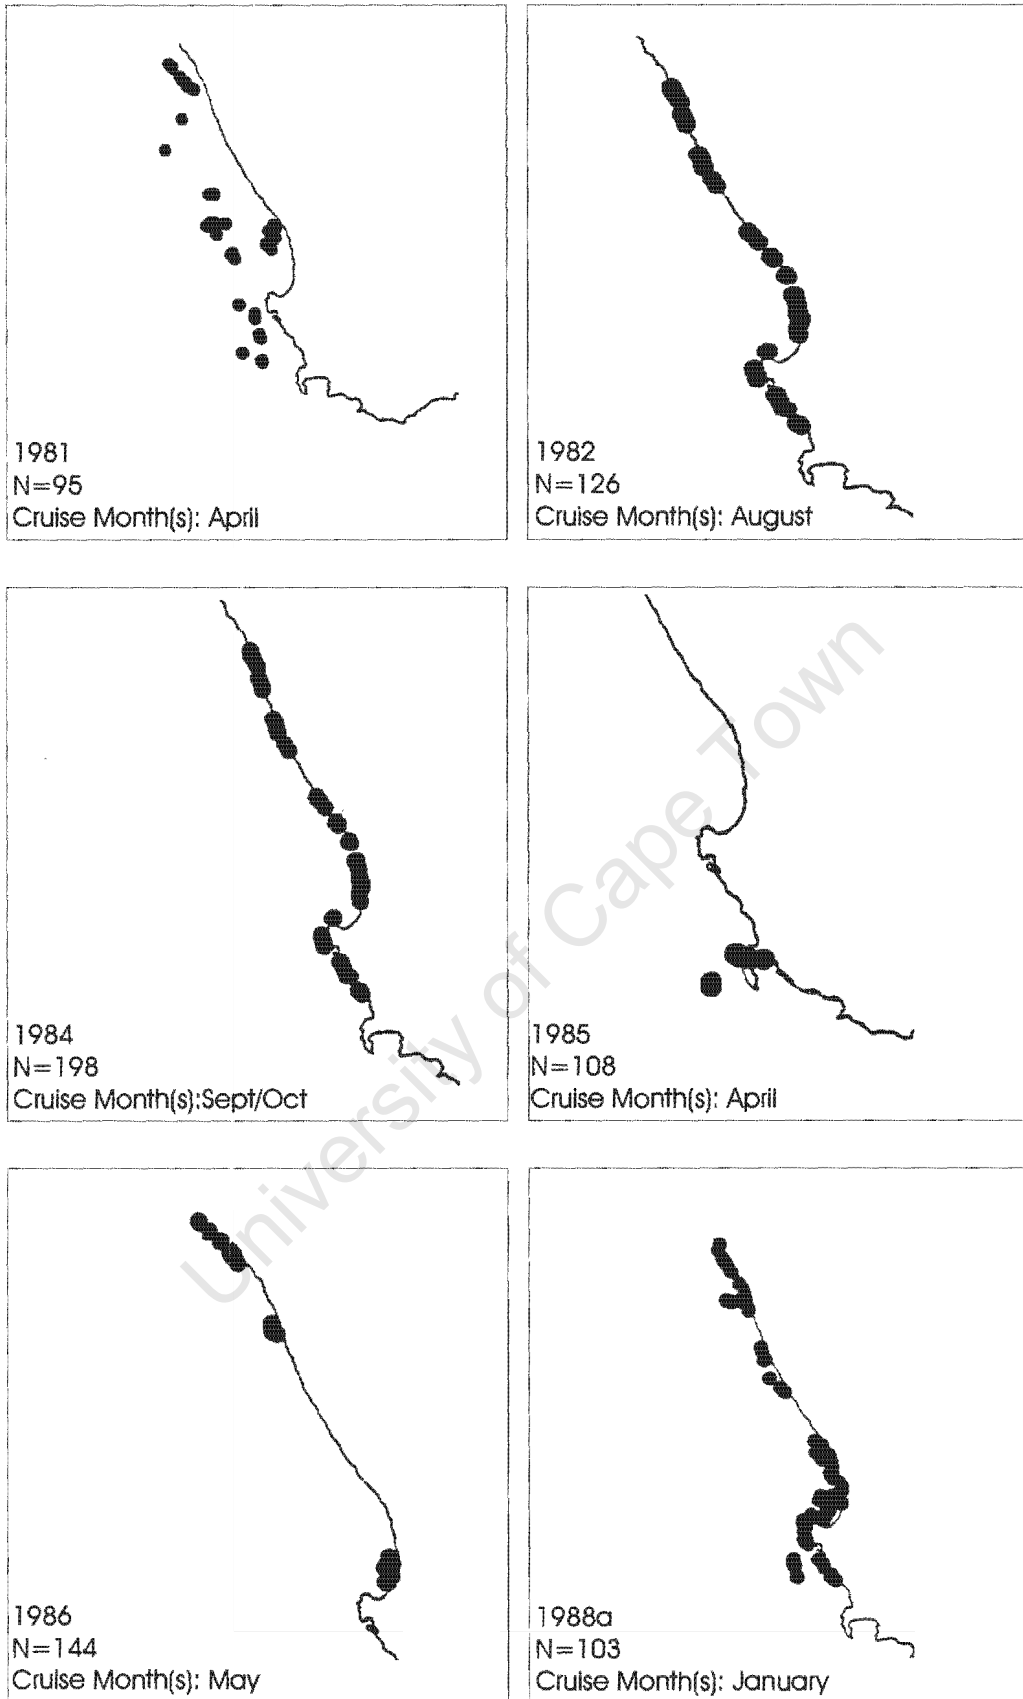 1981
N=95
Cruise Month(s): April
1982
N=126
Cruise Month(s): August
1984
N=198
Cruise Month(s):Sept/Oct
1985
N=108
Cruise Month(s): April
1986
N=144
Cruise Month(s): May
1988a
N=103
Cruise Month(s): January
University of Cape Town